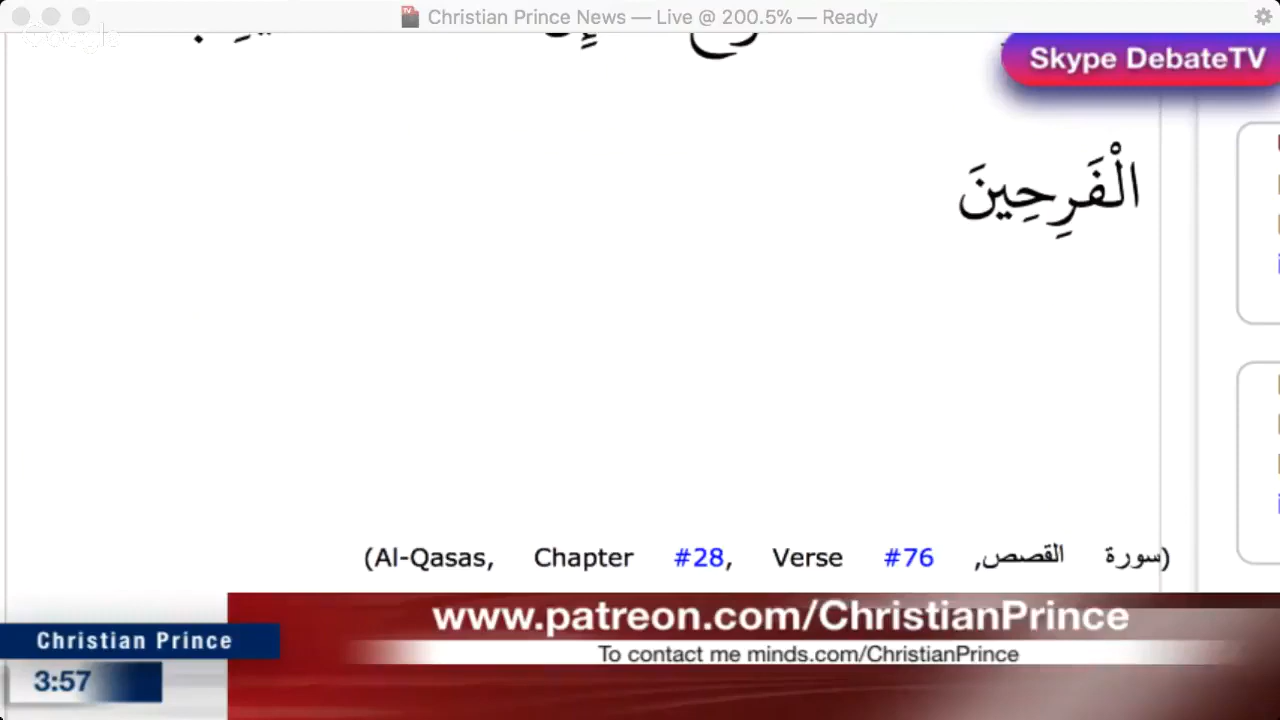 Christian Prince News — Live @ 200.5% — Ready
Google
Skype DebateTV
الْفَرِحِينَ
(سورة القصص, Al-Qasas, Chapter #28, Verse #76)
www.patreon.com/ChristianPrince
To contact me minds.com/ChristianPrince
Christian Prince
3:57